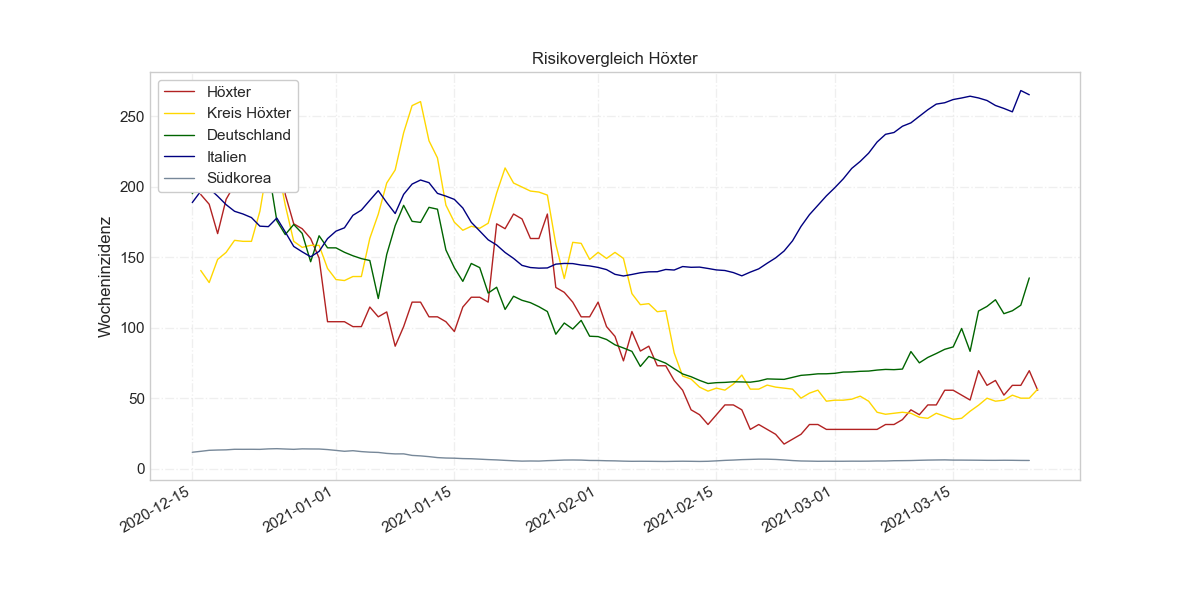 Risikovergleich Höxter
Höxter
Kreis Höxter
Deutschland
Italien
Südkorea
Wocheninzidenz
250
200
150
100
50
0
2020-12-15
2021-01-01
2021-01-15
2021-02-01
2021-02-15
2021-03-01
2021-03-15